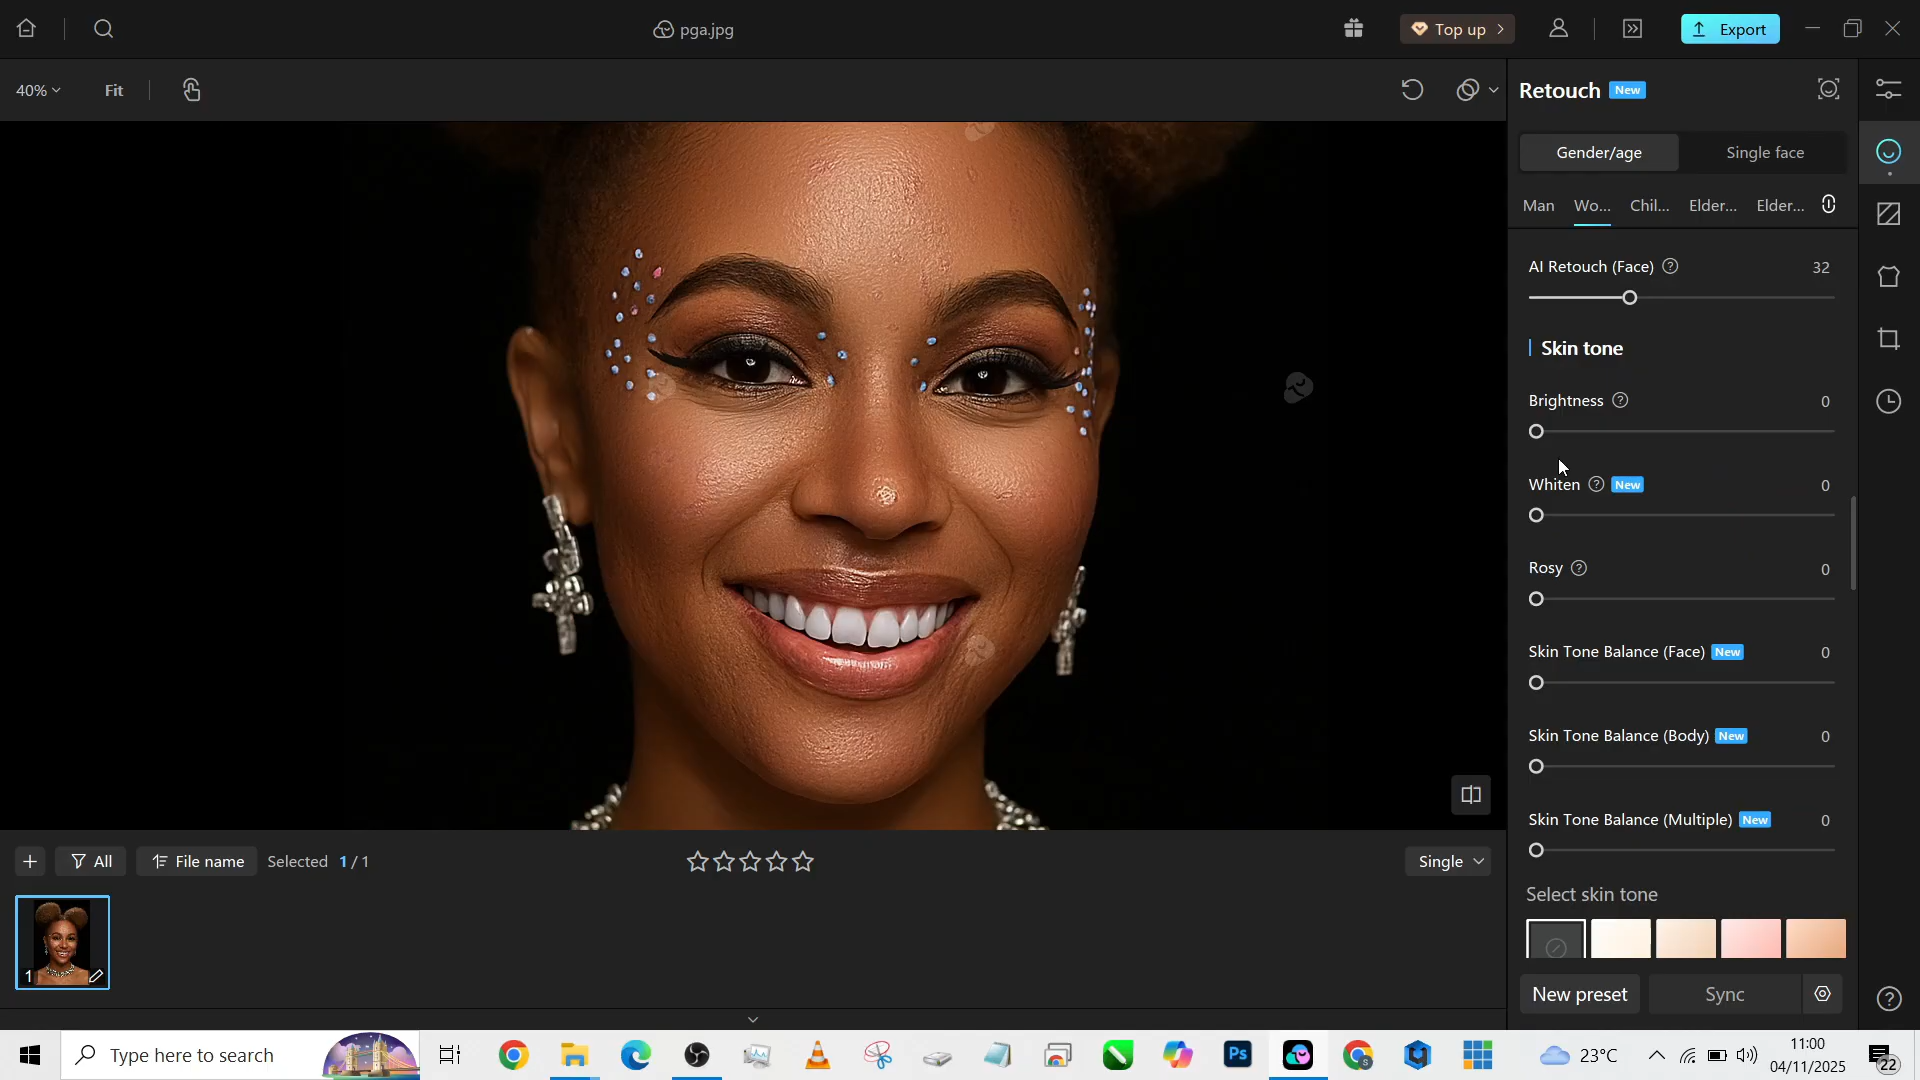 pga.jpg
Top up
Export
40%
Fit
Retouch New
Gender/age
Single face
Man
Wo...
Chil...
Elder...
Elder...
AI Retouch (Face) ?
32
Skin tone
Brightness ?
0
Whiten ? New
0
Rosy ?
0
Skin Tone Balance (Face) New
0
Skin Tone Balance (Body) New
0
Skin Tone Balance (Multiple) New
0
Select skin tone
New preset
Sync
All
File name
Selected 1 / 1
Single
1
Type here to search
Ps
23°C
11:00
04/11/2025
22